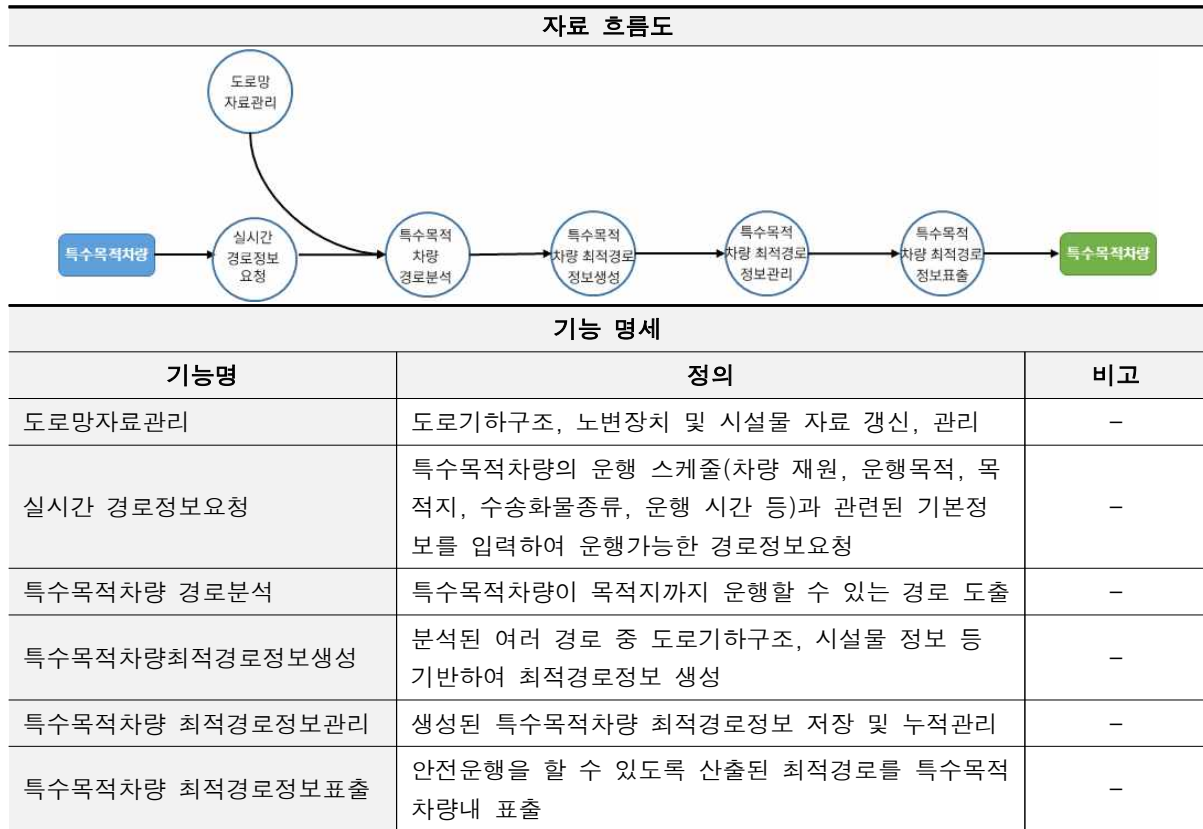 자료 흐름도
도로망
자료관리
특수목적차량
실시간
경로정보
요청
특수목적
차량
경로분석
특수목적
차량 최적경로
정보생성
특수목적
차량 최적경로
정보관리
특수목적
차량 최적경로
정보표출
특수목적차량
기능 명세
기능명 정의 비고
도로망자료관리 도로기하구조, 노변장치 및 시설물 자료 갱신, 관리 –
특수목적차량의 운행 스케줄(차량 재원, 운행목적, 목
실시간 경로정보요청 적지, 수송화물종류, 운행 시간 등)과 관련된 기본정 –
보를 입력하여 운행가능한 경로정보요청
특수목적차량 경로분석 특수목적차량이 목적지까지 운행할 수 있는 경로 도출 –
특수목적차량최적경로정보생성 분석된 여러 경로 중 도로기하구조, 시설물 정보 등 –
기반하여 최적경로정보 생성
특수목적차량 최적경로정보관리 생성된 특수목적차량 최적경로정보 저장 및 누적관리 –
특수목적차량 최적경로정보표출 안전운행을 할 수 있도록 산출된 최적경로를 특수목적 –
차량내 표출